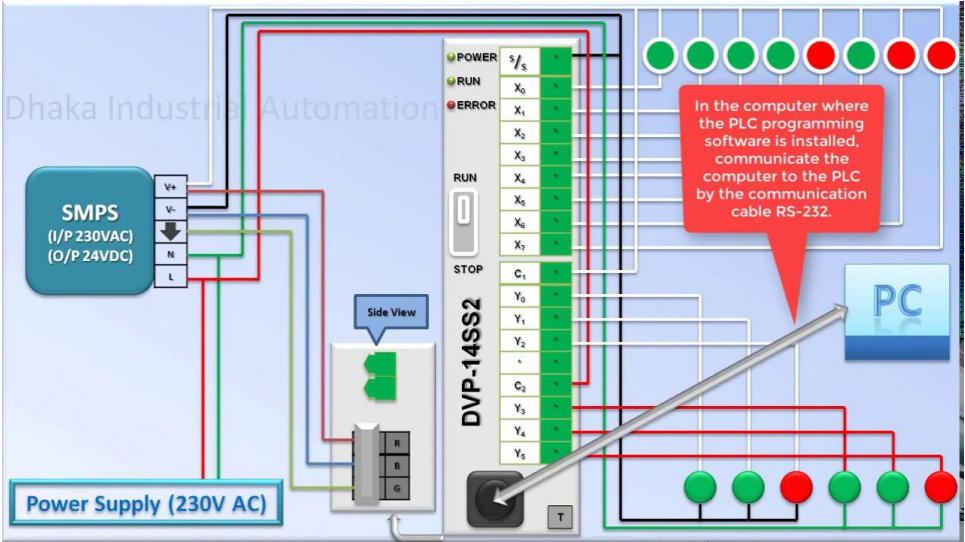 Dhaka Industrial Automation
POWER
RUN
ERROR
S/S
X0
X1
X2
X3
X4
X5
X6
X7
RUN
STOP
DVP-14SS2
C1
Y0
Y1
Y2
*
C2
Y3
Y4
Y5
T
In the computer where
the PLC programming
software is installed,
communicate the
computer to the PLC
by the communication
cable RS-232.
SMPS
(I/P 230VAC)
(O/P 24VDC)
V+
V-
N
L
Side View
R
B
G
PC
Power Supply (230V AC)